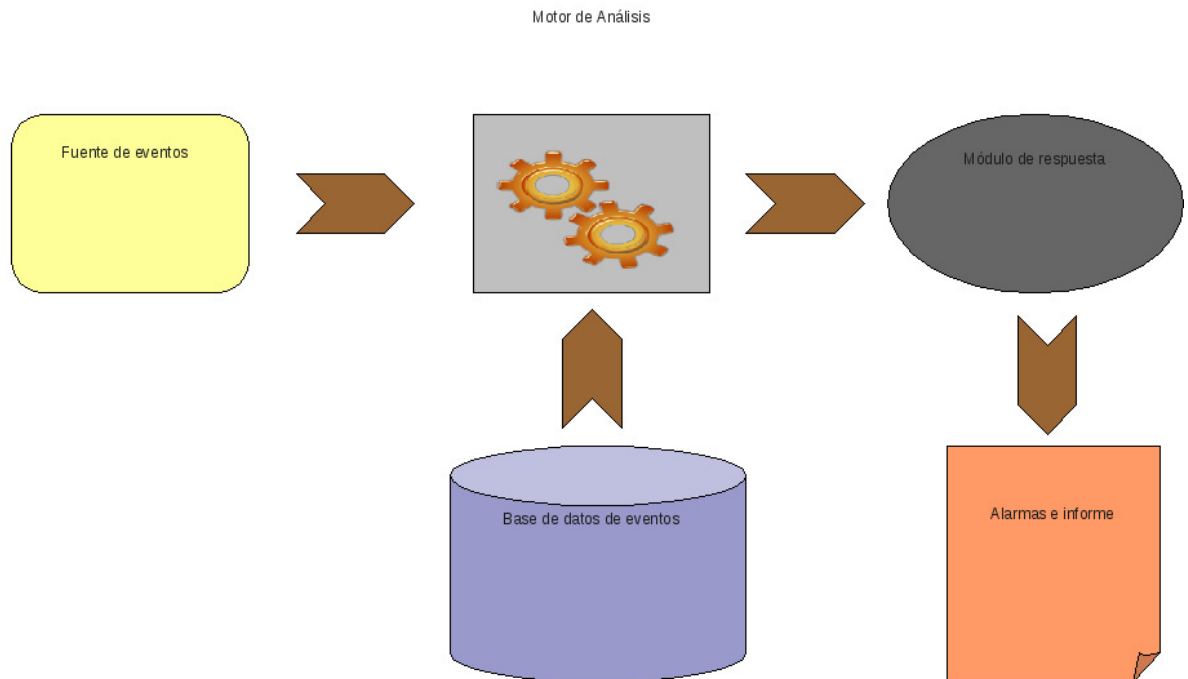 Motor de Análisis
Fuente de eventos
Módulo de respuesta
Base de datos de eventos
Alarmas e informe